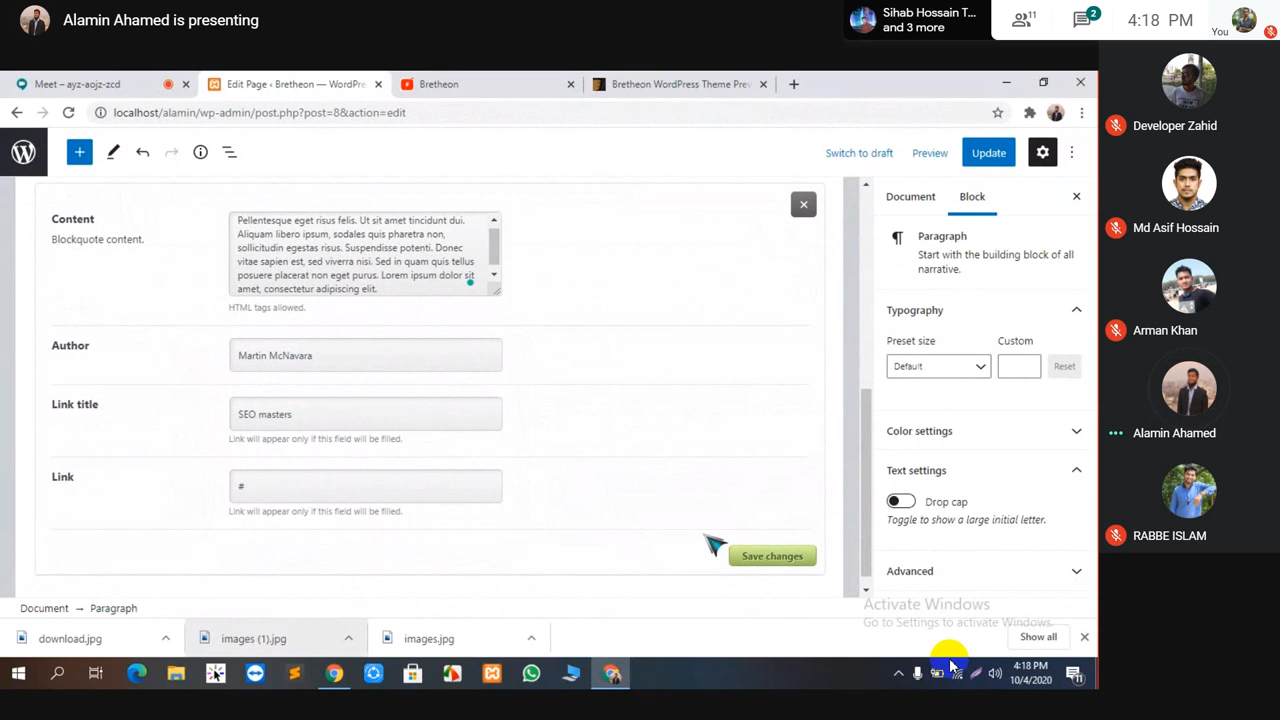 Alamin Ahamed is presenting
Sihab Hossain T...
and 3 more
11
2
4:18 PM
You
Meet – ayz-aojz-zcd
Edit Page ‹ Bretheon — WordPr
Bretheon
Bretheon WordPress Theme Prev
localhost/alamin/wp-admin/post.php?post=8&action=edit
Switch to draft
Preview
Update
Content
Blockquote content.
Pellentesque eget risus felis. Ut sit amet tincidunt dui.
Aliquam libero ipsum, sodales quis pharetra non,
sollicitudin egestas risus. Suspendisse potenti. Donec
vitae sapien est, sed viverra nisi. Sed in quam quis tellus
posuere placerat non eget purus. Lorem ipsum dolor sit
amet, consectetur adipiscing elit.
HTML tags allowed.
Author
Martin McNavara
Link title
SEO masters
Link will appear only if this field will be filled.
Link
#
Link will appear only if this field will be filled.
Save changes
Document
Block
Paragraph
Start with the building block of all
narrative.
Typography
Preset size
Custom
Default
Reset
Color settings
Text settings
Drop cap
Toggle to show a large initial letter.
Advanced
Activate Windows
Go to Settings to activate Windows.
Document → Paragraph
download.jpg
images (1).jpg
images.jpg
Show all
4:18 PM
10/4/2020
11
Developer Zahid
Md Asif Hossain
Arman Khan
Alamin Ahamed
RABBE ISLAM